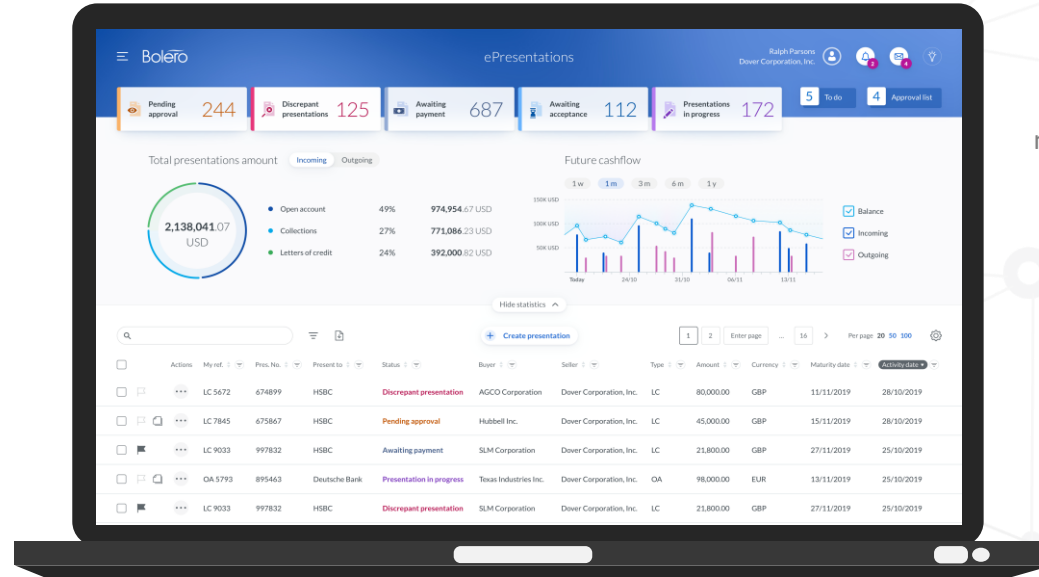 Bolero
ePresentations
Ralph Parsons
Dover Corporation, Inc.
2
4
Pending approval 244
Discrepant presentations 125
Awaiting payment 687
Awaiting acceptance 112
Presentations in progress 172
5 To do
4 Approval list
Total presentations amount Incoming Outgoing
2,138,041.07
USD
Open account 49% 974,954.67 USD
Collections 27% 771,086.23 USD
Letters of credit 24% 392,000.82 USD
Future cashflow
1 w 1 m 3 m 6 m 1 y
150K USD
100K USD
50K USD
Today 24/10 31/10 06/11 13/11
Balance
Incoming
Outgoing
Hide statistics
Create presentation
1 2 Enter page ... 16 Per page 20 50 100
Actions My ref. Pres. No. Present to Status Buyer Seller Type Amount Currency Maturity date Activity date
LC 5672 674899 HSBC Discrepant presentation AGCO Corporation Dover Corporation, Inc. LC 80,000.00 GBP 11/11/2019 28/10/2019
LC 7845 675867 HSBC Pending approval Hubbell Inc. Dover Corporation, Inc. LC 45,000.00 GBP 15/11/2019 28/10/2019
LC 9033 997832 HSBC Awaiting payment SLM Corporation Dover Corporation, Inc. LC 21,800.00 GBP 27/11/2019 25/10/2019
OA 5793 895463 Deutsche Bank Presentation in progress Texas Industries Inc. Dover Corporation, Inc. OA 98,000.00 EUR 13/11/2019 25/10/2019
LC 9033 997832 HSBC Discrepant presentation SLM Corporation Dover Corporation, Inc. LC 21,800.00 GBP 27/11/2019 25/10/2019